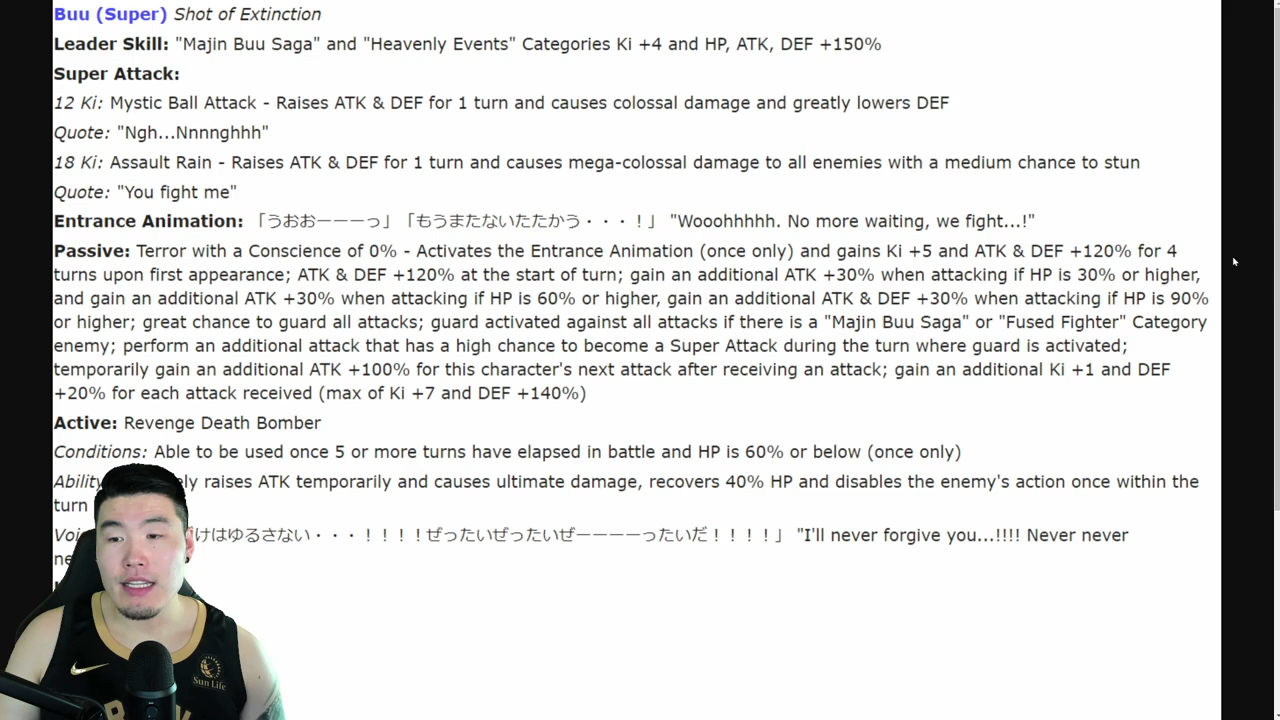 Buu (Super) Shot of Extinction
Leader Skill: "Majin Buu Saga" and "Heavenly Events" Categories Ki +4 and HP, ATK, DEF +150%
Super Attack:
12 Ki: Mystic Ball Attack - Raises ATK & DEF for 1 turn and causes colossal damage and greatly lowers DEF
Quote: "Ngh...Nnnnghhh"
18 Ki: Assault Rain - Raises ATK & DEF for 1 turn and causes mega-colossal damage to all enemies with a medium chance to stun
Quote: "You fight me"
Entrance Animation: 「うおおーーーっ」「もうまたないたたかう・・・！」 "Wooohhhhh. No more waiting, we fight...!"
Passive: Terror with a Conscience of 0% - Activates the Entrance Animation (once only) and gains Ki +5 and ATK & DEF +120% for 4
turns upon first appearance; ATK & DEF +120% at the start of turn; gain an additional ATK +30% when attacking if HP is 30% or higher,
and gain an additional ATK +30% when attacking if HP is 60% or higher, gain an additional ATK & DEF +30% when attacking if HP is 90%
or higher; great chance to guard all attacks; guard activated against all attacks if there is a "Majin Buu Saga" or "Fused Fighter" Category
enemy; perform an additional attack that has a high chance to become a Super Attack during the turn where guard is activated;
temporarily gain an additional ATK +100% for this character's next attack after receiving an attack; gain an additional Ki +1 and DEF
+20% for each attack received (max of Ki +7 and DEF +140%)
Active: Revenge Death Bomber
Conditions: Able to be used once 5 or more turns have elapsed in battle and HP is 60% or below (once only)
Ability ely raises ATK temporarily and causes ultimate damage, recovers 40% HP and disables the enemy's action once within the
turn
Voi けはゆるさない・・・！！！！ぜったいぜったいぜーーーーったいだ！！！！」 "I'll never forgive you...!!!! Never never
ne
Sun Life